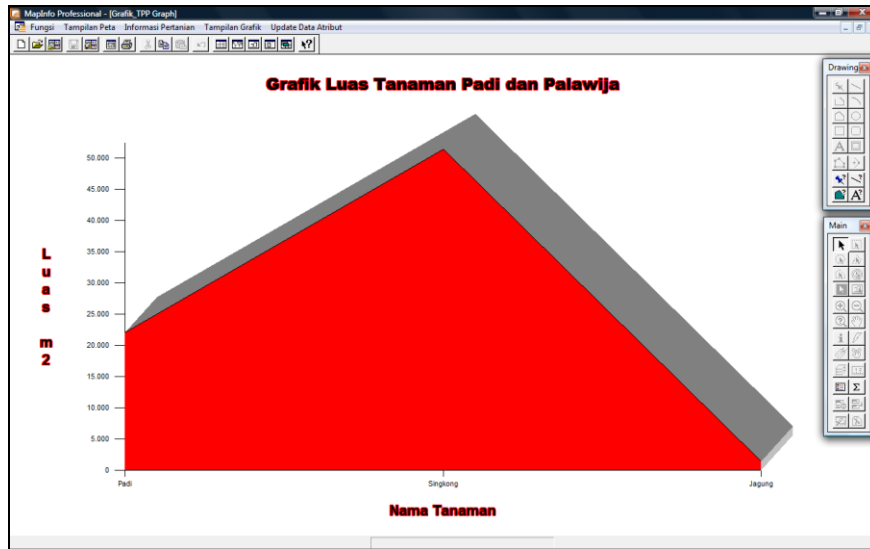 MapInfo Professional - [Grafik_TPP Graph]
Fungsi Tampilan Peta Informasi Pertanian Tampilan Grafik Update Data Atribut
Drawing
Grafik Luas Tanaman Padi dan Palawija
50.000
45.000
40.000
35.000
30.000
25.000
20.000
15.000
10.000
5.000
0
Luas m2
Padi Singkong Jagung
Nama Tanaman
Main